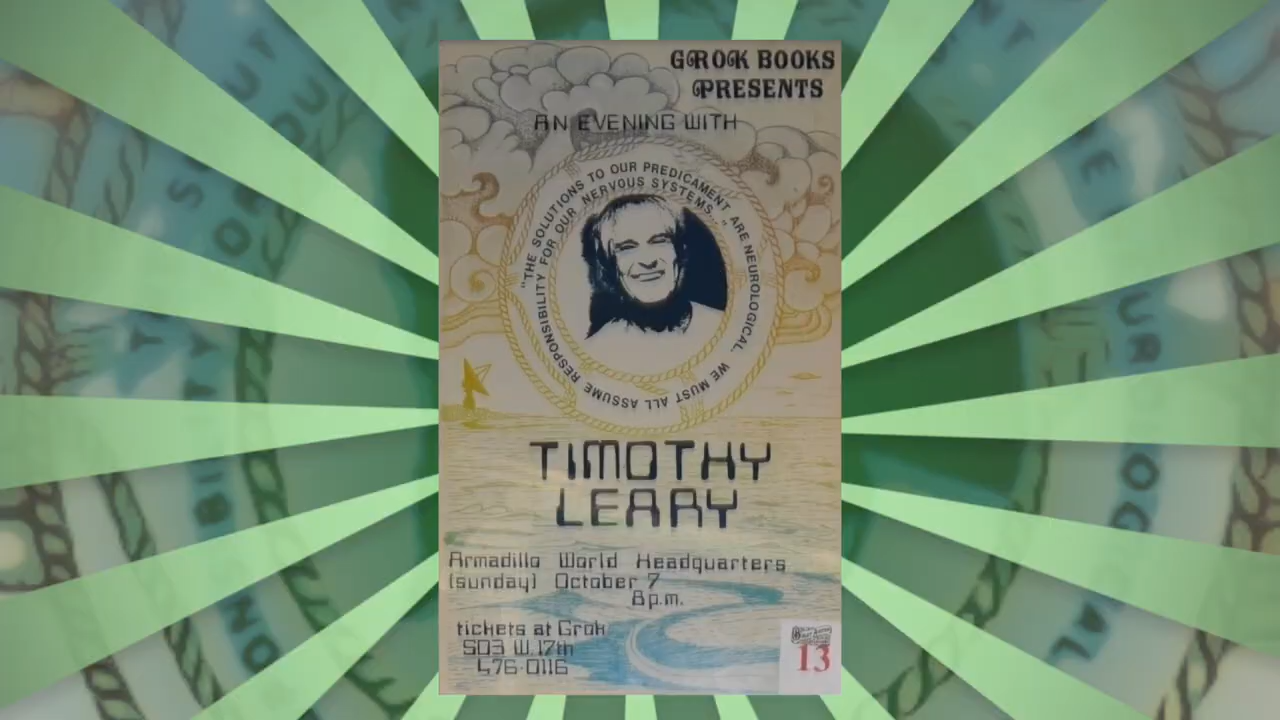 GROK BOOKS
PRESENTS
AN EVENING WITH
"THE SOLUTIONS TO OUR PREDICAMENT ARE NEUROLOGICAL. WE MUST ALL ASSUME RESPONSIBILITY FOR OUR NERVOUS SYSTEMS..."
TIMOTHY
LEARY
Armadillo World Headquarters
(sunday) October 7
8p.m.
tickets at Grok
503 W. 17th
476-0116
13